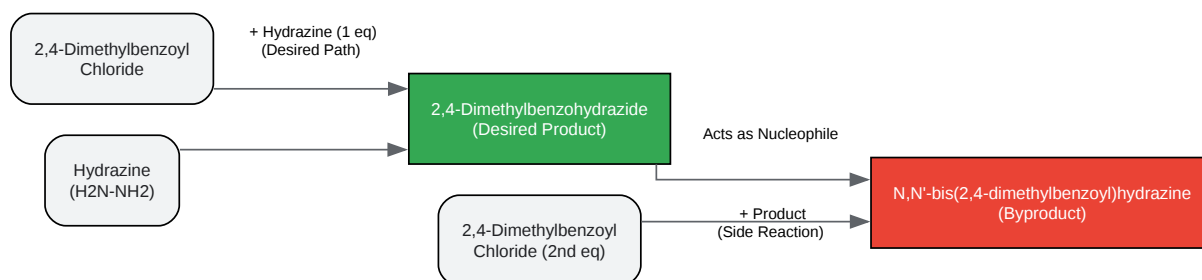 2,4-Dimethylbenzoyl
Chloride
+ Hydrazine (1 eq)
(Desired Path)
Hydrazine
(H2N-NH2)
2,4-Dimethylbenzohydrazide
(Desired Product)
Acts as Nucleophile
2,4-Dimethylbenzoyl
Chloride (2nd eq)
+ Product
(Side Reaction)
N,N'-bis(2,4-dimethylbenzoyl)hydrazine
(Byproduct)